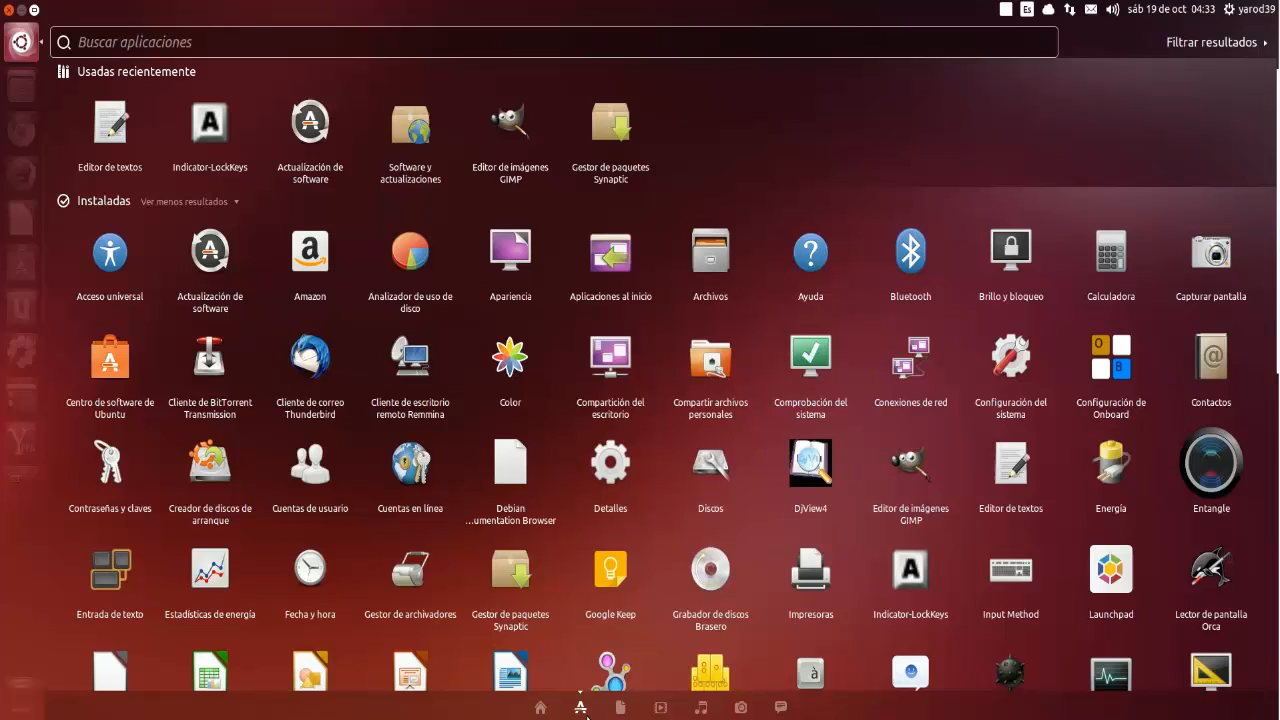 Es
sáb 19 de oct 04:33
yarod39
Buscar aplicaciones
Filtrar resultados
Usadas recientemente
Editor de textos
Indicator-LockKeys
Actualización de
software
Software y
actualizaciones
Editor de imágenes
GIMP
Gestor de paquetes
Synaptic
Instaladas
Ver menos resultados
Acceso universal
Actualización de
software
Amazon
Analizador de uso de
disco
Apariencia
Aplicaciones al inicio
Archivos
Ayuda
Bluetooth
Brillo y bloqueo
Calculadora
Capturar pantalla
Centro de software de
Ubuntu
Cliente de BitTorrent
Transmission
Cliente de correo
Thunderbird
Cliente de escritorio
remoto Remmina
Color
Compartición del
escritorio
Compartir archivos
personales
Comprobación del
sistema
Conexiones de red
Configuración del
sistema
Configuración de
Onboard
Contactos
Contraseñas y claves
Creador de discos de
arranque
Cuentas de usuario
Cuentas en línea
Debian
...umentation Browser
Detalles
Discos
DjView4
Editor de imágenes
GIMP
Editor de textos
Energía
Entangle
Entrada de texto
Estadísticas de energía
Fecha y hora
Gestor de archivadores
Gestor de paquetes
Synaptic
Google Keep
Grabador de discos
Brasero
Impresoras
Indicator-LockKeys
Input Method
Launchpad
Lector de pantalla
Orca